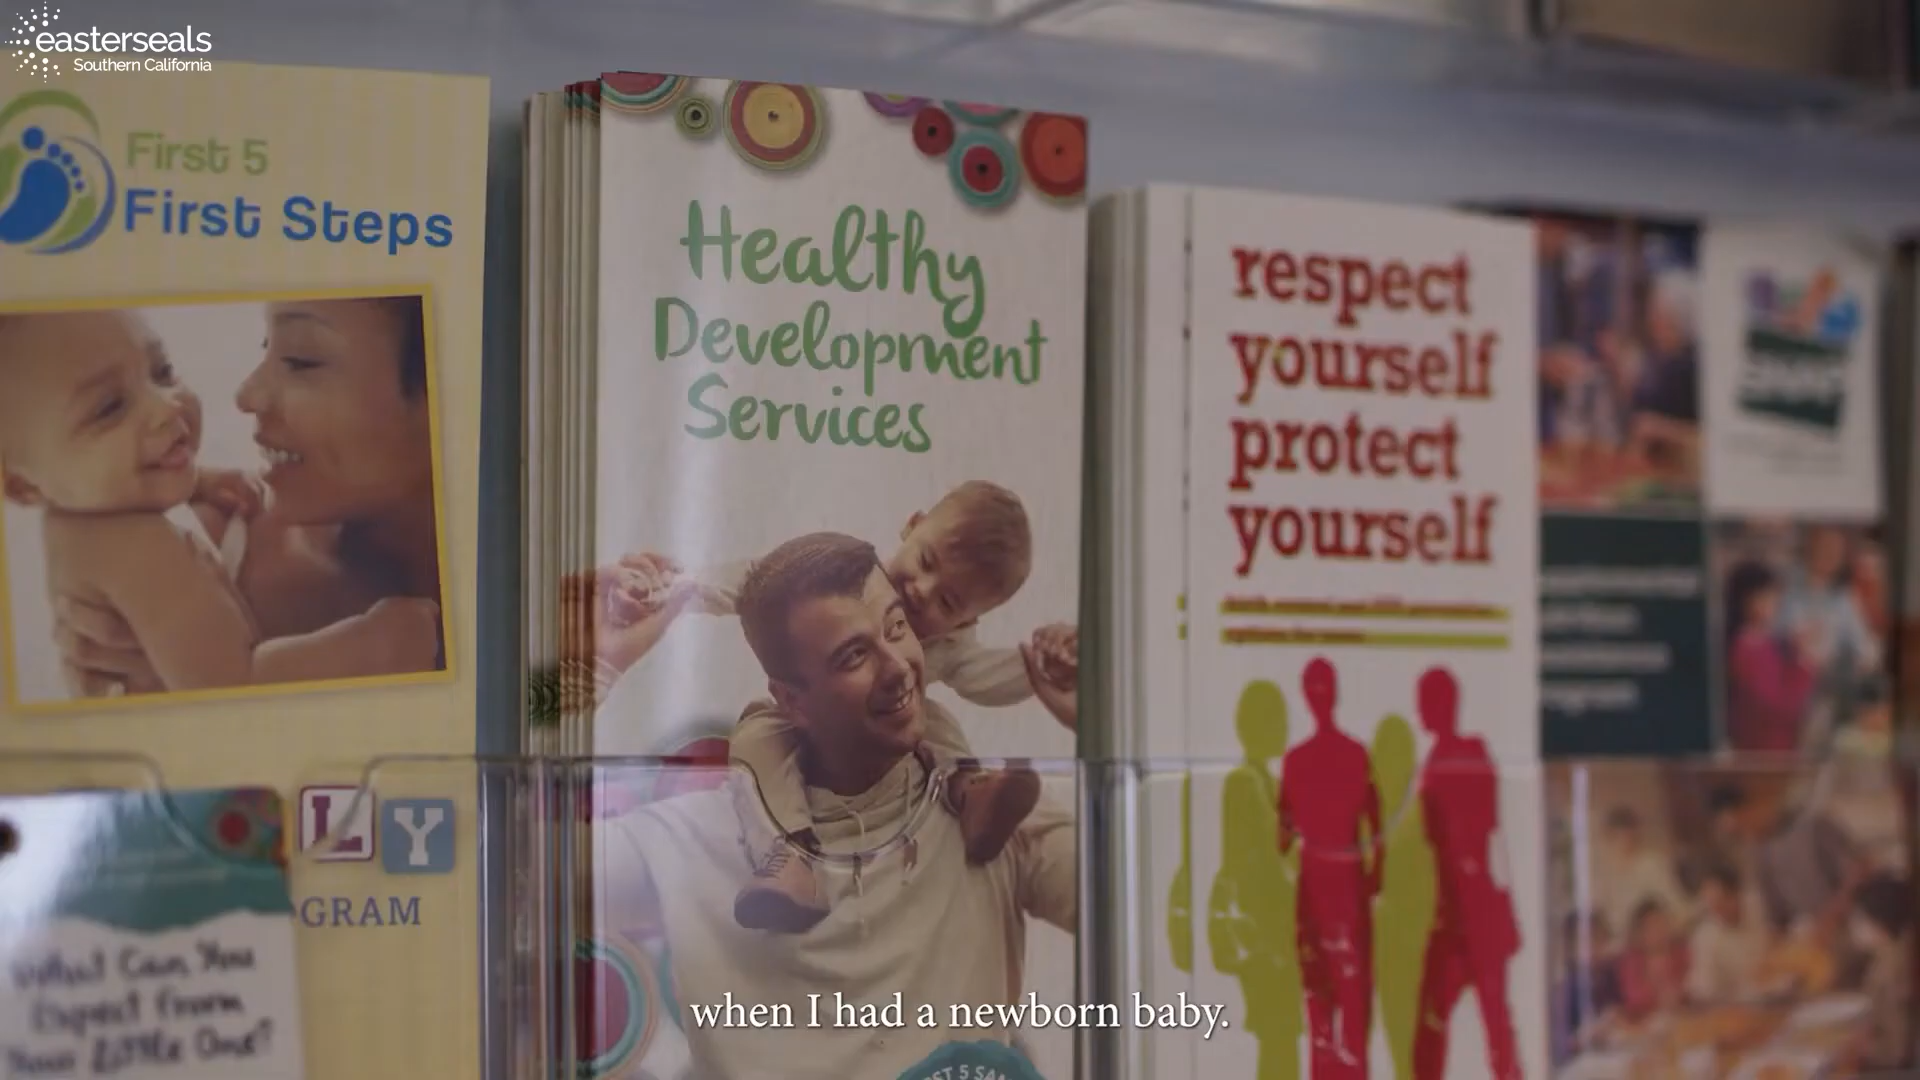 easterseals
Southern California
First 5
First Steps
Healthy
Development
Services
respect
yourself
protect
yourself
L Y
GRAM
What Can You
Expect from
Your Little One?
when I had a newborn baby.